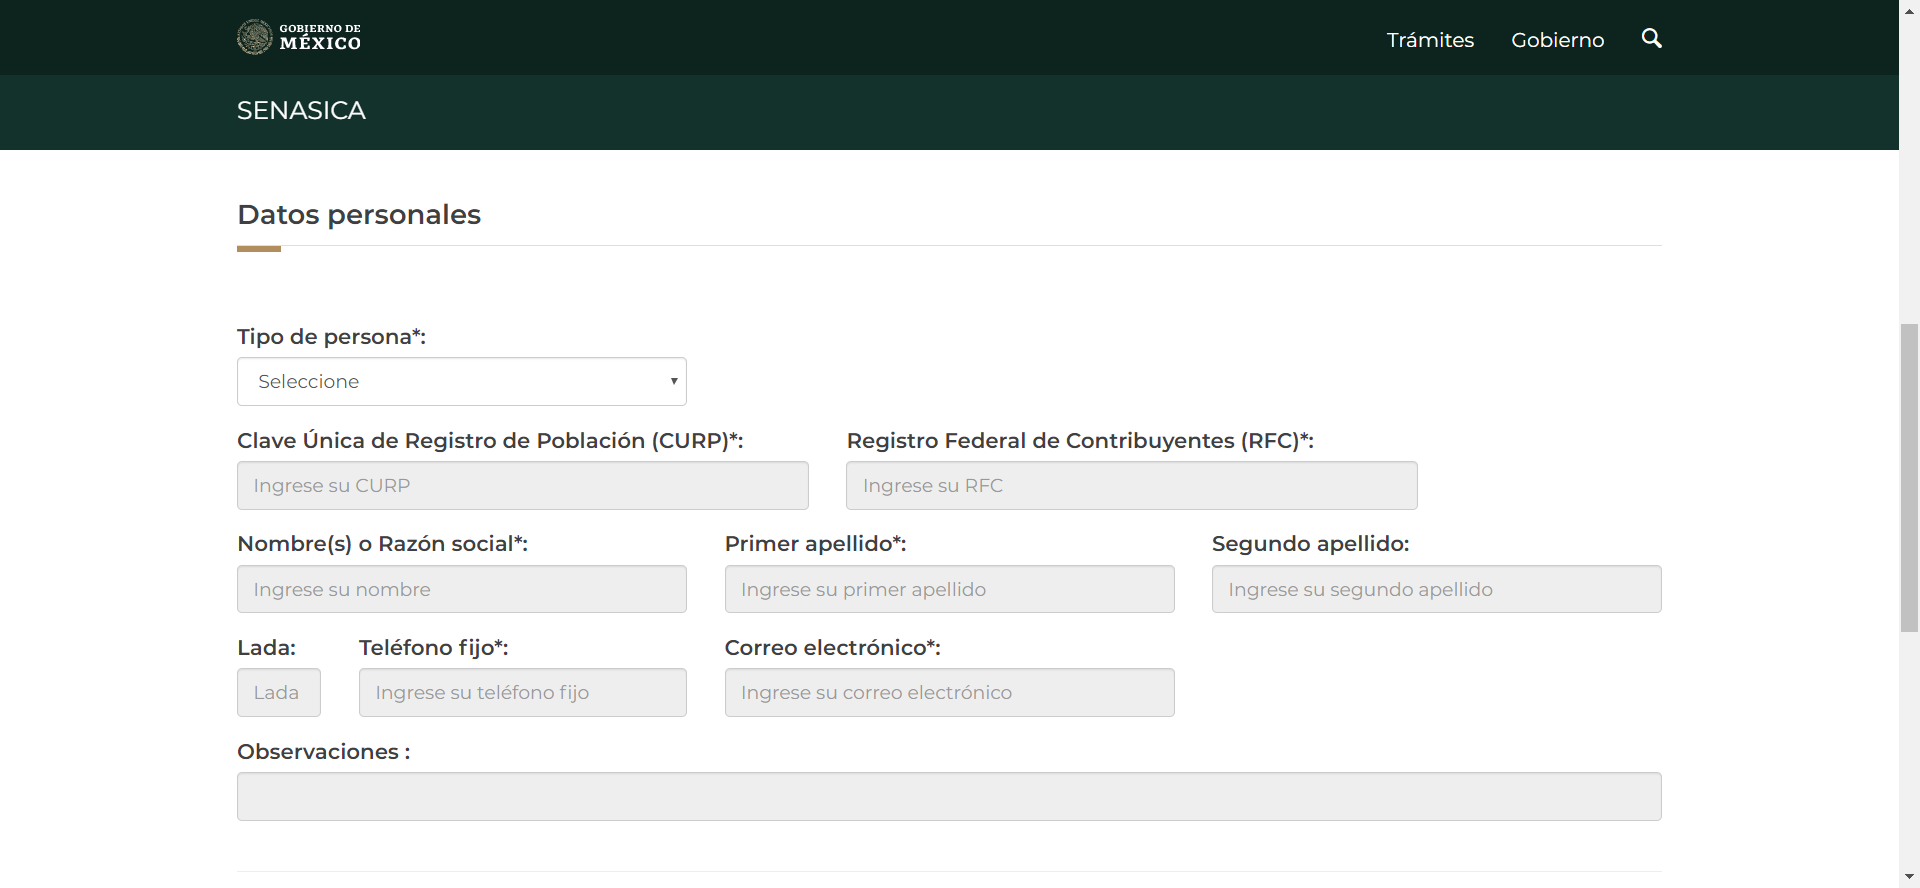 GOBIERNO DE
MÉXICO
Trámites Gobierno
SENASICA
Datos personales
Tipo de persona*:
Seleccione
Clave Única de Registro de Población (CURP)*: Registro Federal de Contribuyentes (RFC)*:
Ingrese su CURP Ingrese su RFC
Nombre(s) o Razón social*: Primer apellido*: Segundo apellido:
Ingrese su nombre Ingrese su primer apellido Ingrese su segundo apellido
Lada: Teléfono fijo*: Correo electrónico*:
Lada Ingrese su teléfono fijo Ingrese su correo electrónico
Observaciones :